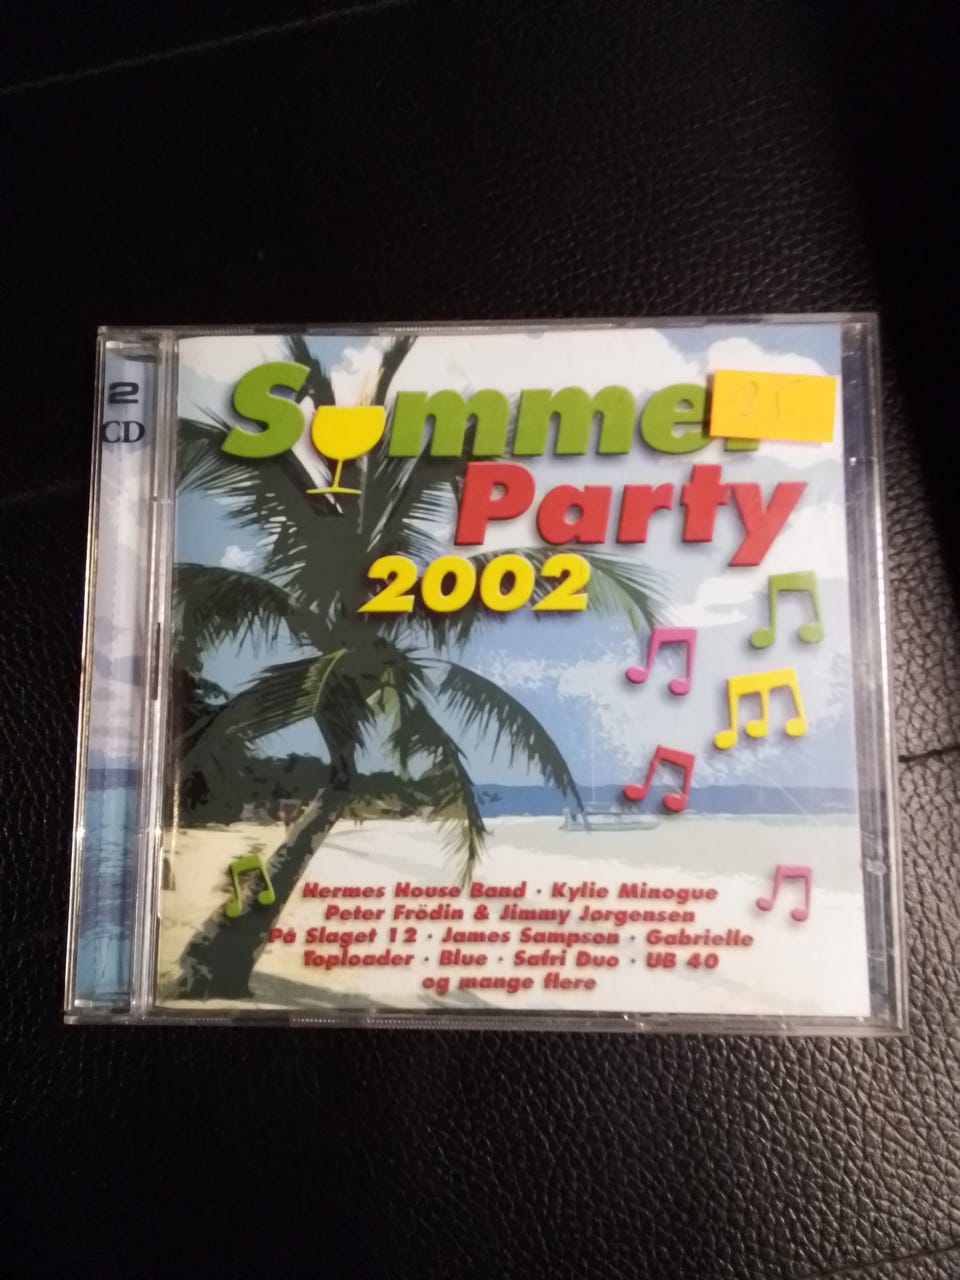 2
CD
Summer
25
Party
2002
Hermes House Band · Kylie Minogue
Peter Frödin & Jimmy Jørgensen
På Slaget 12 · James Sampson · Gabrielle
Toploader · Blue · Safri Duo · UB 40
og mange flere